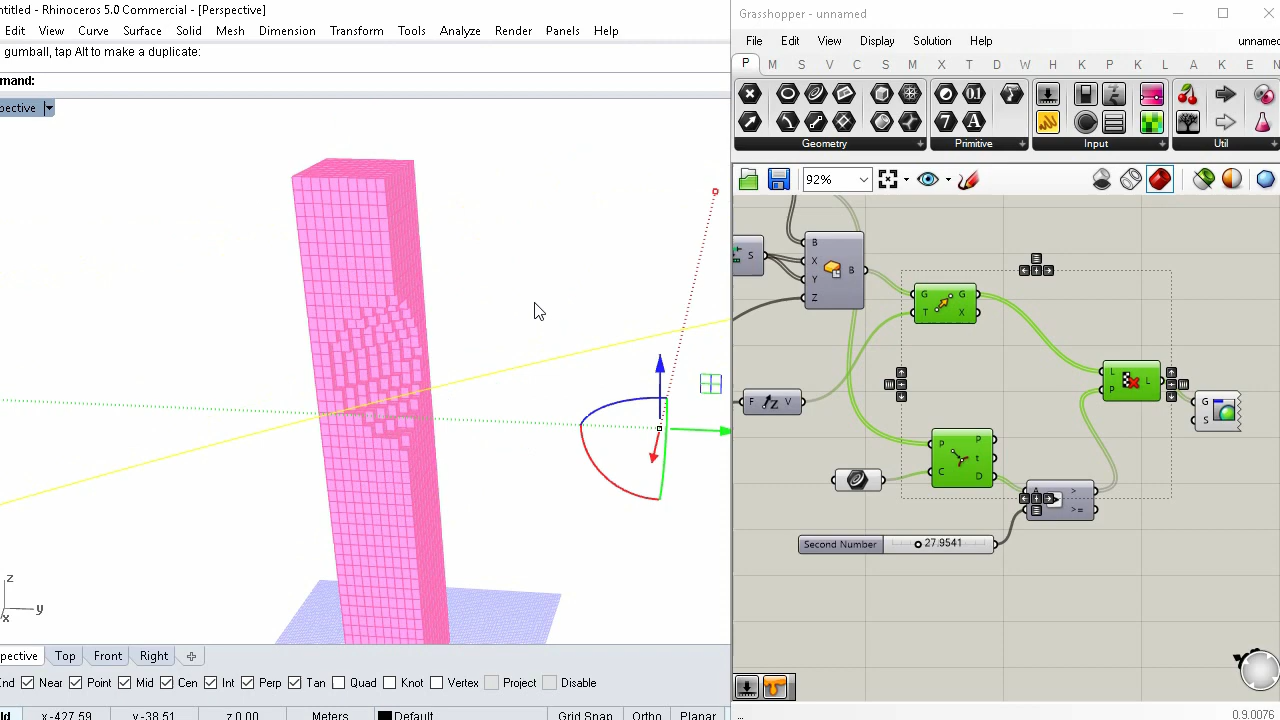 ntitled - Rhinoceros 5.0 Commercial - [Perspective]
Edit View Curve Surface Solid Mesh Dimension Transform Tools Analyze Render Panels Help
gumball, tap Alt to make a duplicate:
mand:
spective
z
y
x
spective Top Front Right
End Near Point Mid Cen Int Perp Tan Quad Knot Vertex Project Disable
x -427.59 y -38.51 z 0.00 Meters Default Grid Snap Ortho Planar
Grasshopper - unnamed
File Edit View Display Solution Help unnamed
P M S V C S M X T D W H K P K L A K E N
Geometry Primitive Input Util
92%
S
B
X
Y
Z
B
G
T
G
X
F V
L
P
L
G
S
P
C
P
t
D
>
>=
Second Number 27.9541
0.9.0076